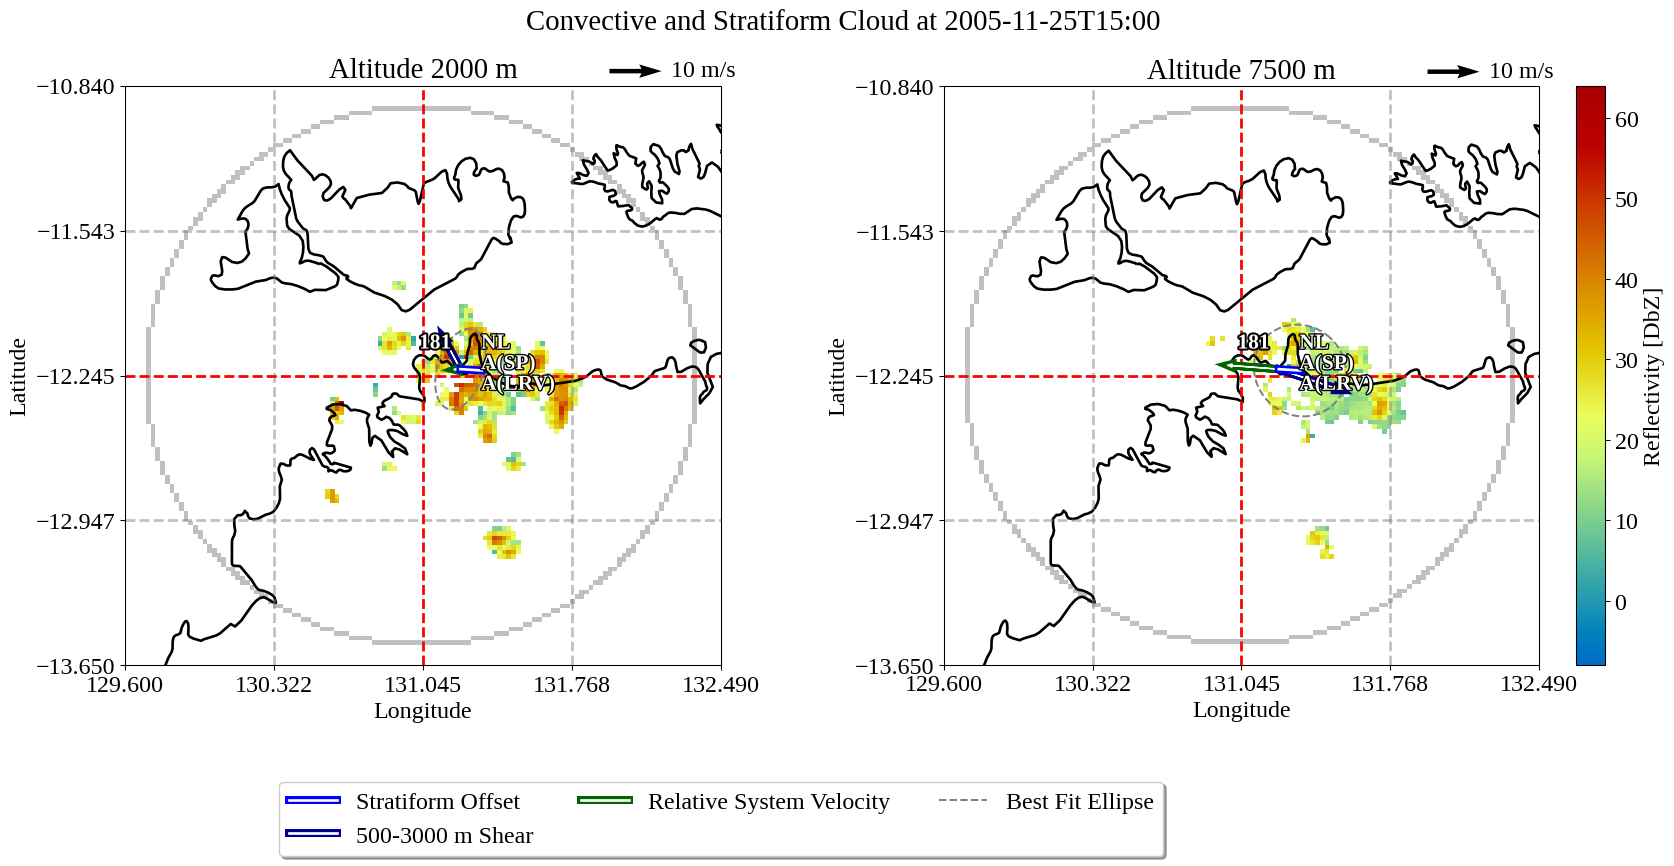 Convective and Stratiform Cloud at 2005-11-25T15:00
Altitude 2000 m
10 m/s
−10.840
−11.543
−12.245
−12.947
−13.650
Latitude
181
NL
A(SP)
A(LRV)
129.600
130.322
131.045
131.768
132.490
Longitude
Altitude 7500 m
10 m/s
−10.840
−11.543
−12.245
−12.947
−13.650
Latitude
181
NL
A(SP)
A(LRV)
129.600
130.322
131.045
131.768
132.490
Longitude
60
50
40
30
20
10
0
Reflectivity [DbZ]
Stratiform Offset
Relative System Velocity
Best Fit Ellipse
500-3000 m Shear